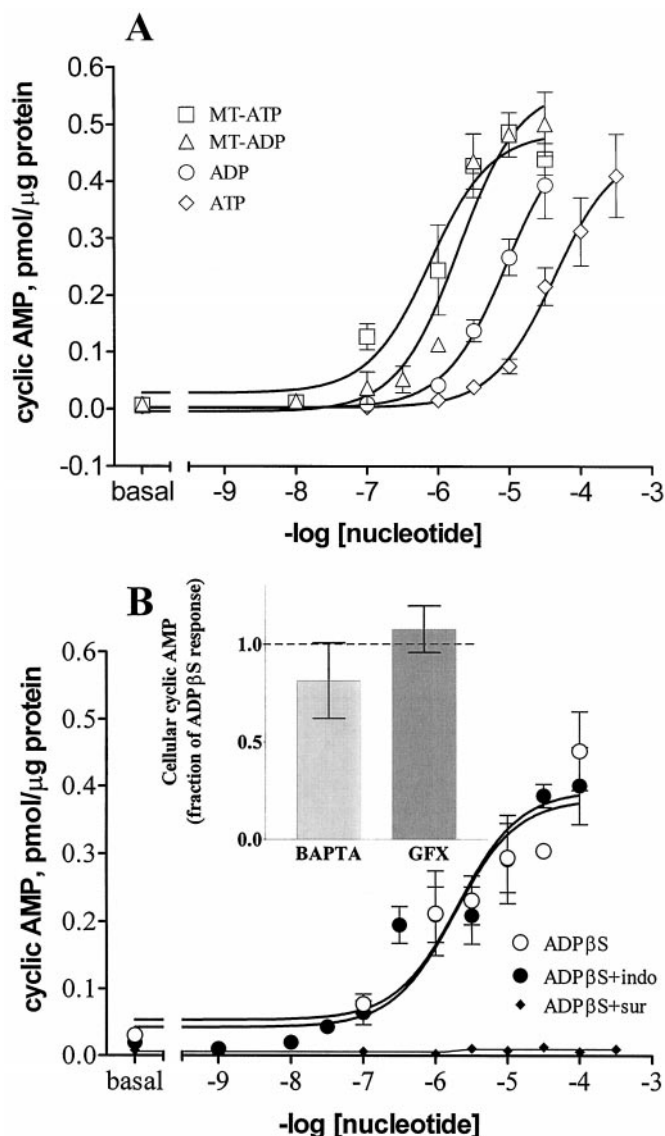 A
cyclic AMP, pmol/μg protein
0.6
0.5
0.4
0.3
0.2
0.1
0.0
-0.1
MT-ATP
MT-ADP
ADP
ATP
basal -9 -8 -7 -6 -5 -4 -3
-log [nucleotide]
B
cyclic AMP, pmol/μg protein
0.6
0.5
0.4
0.3
0.2
0.1
0.0
Cellular cyclic AMP
(fraction of ADPβS response)
1.0
0.5
0.0
BAPTA GFX
ADPβS
ADPβS+indo
ADPβS+sur
basal -9 -8 -7 -6 -5 -4 -3
-log [nucleotide]